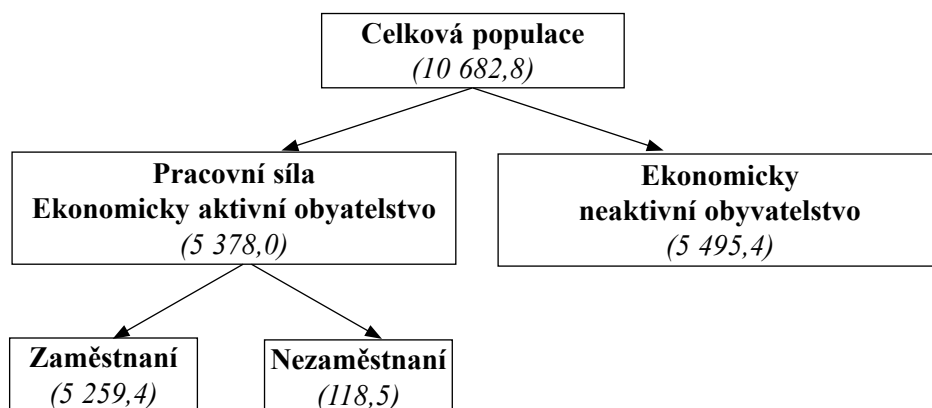 Celková populace
(10 682,8)
Pracovní síla
Ekonomicky aktivní obyatelstvo
(5 378,0)
Ekonomicky
neaktivní obyvatelstvo
(5 495,4)
Zaměstnaní
(5 259,4)
Nezaměstnaní
(118,5)